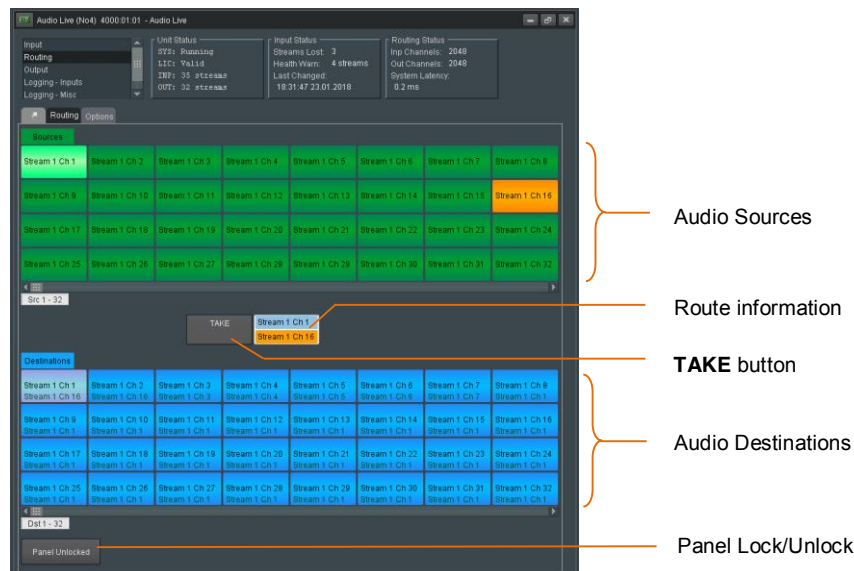 Audio Live (No4) 4000:01:01 - Audio Live
Input
Routing
Output
Logging - Inputs
Logging - Misc
Unit Status
SYS: Running
LIC: Valid
INP: 35 streams
OUT: 32 streams
Input Status
Streams Lost: 3
Health Warn: 4 streams
Last Changed:
18:31:47 23.01.2018
Routing Status
Inp Channels: 2048
Out Channels: 2048
System Latency:
0.2 ms
Routing Options
Sources
Stream 1 Ch 1 Stream 1 Ch 2 Stream 1 Ch 3 Stream 1 Ch 4 Stream 1 Ch 5 Stream 1 Ch 6 Stream 1 Ch 7 Stream 1 Ch 8
Stream 1 Ch 9 Stream 1 Ch 10 Stream 1 Ch 11 Stream 1 Ch 12 Stream 1 Ch 13 Stream 1 Ch 14 Stream 1 Ch 15 Stream 1 Ch 16
Stream 1 Ch 17 Stream 1 Ch 18 Stream 1 Ch 19 Stream 1 Ch 20 Stream 1 Ch 21 Stream 1 Ch 22 Stream 1 Ch 23 Stream 1 Ch 24
Stream 1 Ch 25 Stream 1 Ch 26 Stream 1 Ch 27 Stream 1 Ch 28 Stream 1 Ch 29 Stream 1 Ch 30 Stream 1 Ch 31 Stream 1 Ch 32
Audio Sources
Src 1 - 32
TAKE
Stream 1 Ch 1
Stream 1 Ch 16
Route information
TAKE button
Destinations
Stream 1 Ch 1 Stream 1 Ch 2 Stream 1 Ch 3 Stream 1 Ch 4 Stream 1 Ch 5 Stream 1 Ch 6 Stream 1 Ch 7 Stream 1 Ch 8
Stream 1 Ch 16 Stream 1 Ch 16 Stream 1 Ch 3 Stream 1 Ch 4 Stream 1 Ch 5 Stream 1 Ch 6 Stream 1 Ch 7 Stream 1 Ch 8
Stream 1 Ch 9 Stream 1 Ch 10 Stream 1 Ch 11 Stream 1 Ch 12 Stream 1 Ch 13 Stream 1 Ch 14 Stream 1 Ch 15 Stream 1 Ch 16
Stream 1 Ch 1 Stream 1 Ch 1 Stream 1 Ch 1 Stream 1 Ch 1 Stream 1 Ch 1 Stream 1 Ch 1 Stream 1 Ch 1 Stream 1 Ch 1
Stream 1 Ch 17 Stream 1 Ch 18 Stream 1 Ch 19 Stream 1 Ch 20 Stream 1 Ch 21 Stream 1 Ch 22 Stream 1 Ch 23 Stream 1 Ch 24
Stream 1 Ch 1 Stream 1 Ch 1 Stream 1 Ch 1 Stream 1 Ch 1 Stream 1 Ch 1 Stream 1 Ch 1 Stream 1 Ch 1 Stream 1 Ch 1
Stream 1 Ch 25 Stream 1 Ch 26 Stream 1 Ch 27 Stream 1 Ch 28 Stream 1 Ch 29 Stream 1 Ch 30 Stream 1 Ch 31 Stream 1 Ch 32
Stream 1 Ch 1 Stream 1 Ch 1 Stream 1 Ch 1 Stream 1 Ch 1 Stream 1 Ch 1 Stream 1 Ch 1 Stream 1 Ch 1 Stream 1 Ch 1
Audio Destinations
Dst 1 - 32
Panel Unlocked
Panel Lock/Unlock